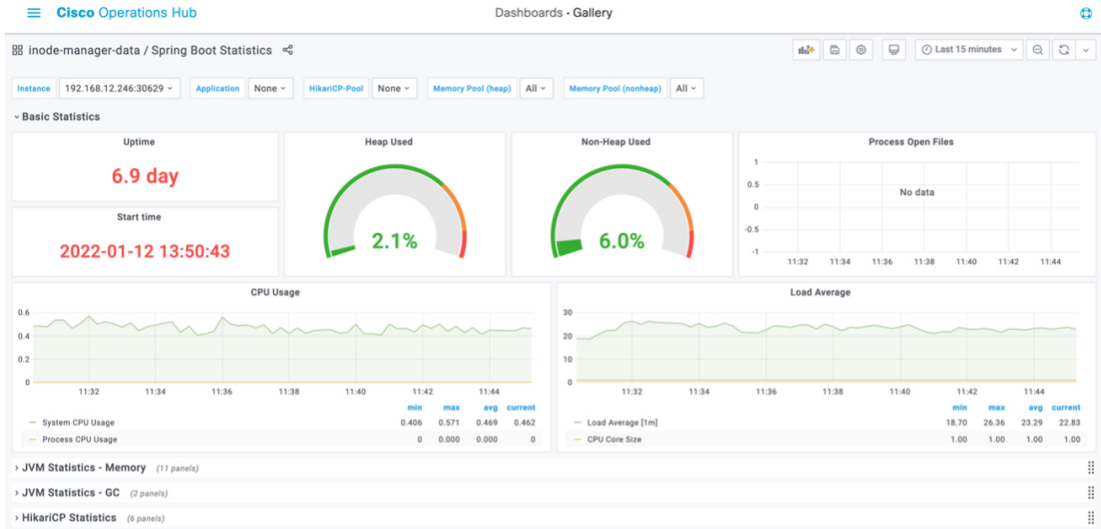 Cisco Operations Hub
Dashboards · Gallery
inode-manager-data / Spring Boot Statistics
Last 15 minutes
Instance 192.168.12.246:30629 Application None HikariCP-Pool None Memory Pool (heap) All Memory Pool (nonheap) All
Basic Statistics
Uptime
6.9 day
Start time
2022-01-12 13:50:43
Heap Used
2.1%
Non-Heap Used
6.0%
Process Open Files
1
0.5
0
-0.5
-1
No data
11:32 11:34 11:36 11:38 11:40 11:42 11:44
CPU Usage
0.6
0.4
0.2
0
11:32 11:34 11:36 11:38 11:40 11:42 11:44
min max avg current
System CPU Usage 0.406 0.571 0.469 0.462
Process CPU Usage 0 0.000 0.000 0
Load Average
30
20
10
0
11:32 11:34 11:36 11:38 11:40 11:42 11:44
min max avg current
Load Average [1m] 18.70 26.36 23.29 22.83
CPU Core Size 1.00 1.00 1.00 1.00
JVM Statistics - Memory (11 panels)
JVM Statistics - GC (2 panels)
HikariCP Statistics (6 panels)